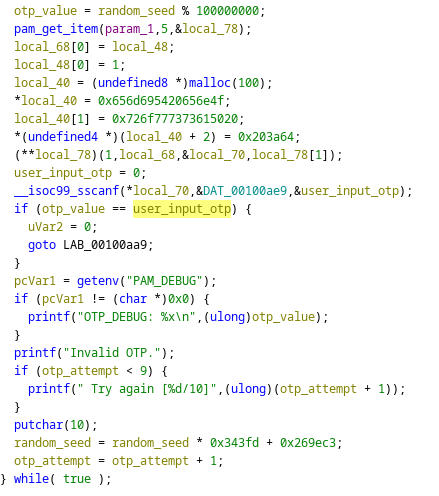 otp_value = random_seed % 100000000;
pam_get_item(param_1,5,&local_78);
local_68[0] = local_48;
local_48[0] = 1;
local_40 = (undefined8 *)malloc(100);
*local_40 = 0x656d695420656e4f;
local_40[1] = 0x726f777373615020;
*(undefined4 *)(local_40 + 2) = 0x203a64;
(**local_78)(1,local_68,&local_70,local_78[1]);
user_input_otp = 0;
__isoc99_sscanf(*local_70,&DAT_00100ae9,&user_input_otp);
if (otp_value == user_input_otp) {
uVar2 = 0;
goto LAB_00100aa9;
}
pcVar1 = getenv("PAM_DEBUG");
if (pcVar1 != (char *)0x0) {
printf("OTP_DEBUG: %x\n",(ulong)otp_value);
}
printf("Invalid OTP.");
if (otp_attempt < 9) {
printf(" Try again [%d/10]",(ulong)(otp_attempt + 1));
}
putchar(10);
random_seed = random_seed * 0x343fd + 0x269ec3;
otp_attempt = otp_attempt + 1;
} while( true );